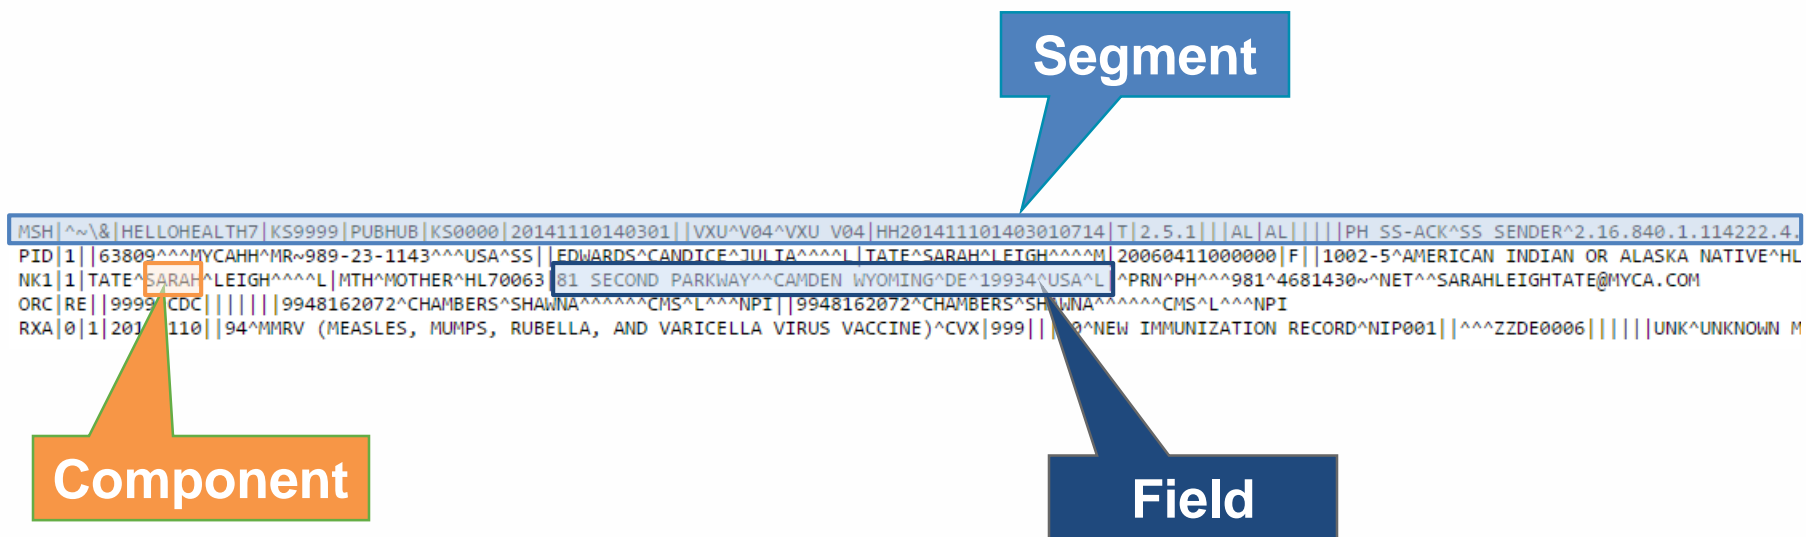 Segment
MSH|^~\&|HELLOHEALTH7|KS9999|PUBHUB|KS0000|20141110140301||VXU^V04^VXU_V04|HH201411101403010714|T|2.5.1|||AL|AL|||||PH_SS-ACK^SS SENDER^2.16.840.1.114222.4.
PID|1||63809^^^MYCAHH^MR~989-23-1143^^^USA^SS||EDWARDS^CANDICE^JULIA^^^^L|TATE^SARAH^LEIGH^^^^M|20060411000000|F||1002-5^AMERICAN INDIAN OR ALASKA NATIVE^HL
NK1|1|TATE^SARAH^LEIGH^^^^L|MTH^MOTHER^HL70063|81 SECOND PARKWAY^^CAMDEN WYOMING^DE^19934^USA^L|^PRN^PH^^^981^4681430~^NET^^SARAHLEIGHTATE@MYCA.COM
ORC|RE||9999^CDC|||||||9948162072^CHAMBERS^SHAWNA^^^^^^CMS^L^^^NPI||9948162072^CHAMBERS^SHAWNA^^^^^^CMS^L^^^NPI
RXA|0|1|201 110||94^MMRV (MEASLES, MUMPS, RUBELLA, AND VARICELLA VIRUS VACCINE)^CVX|999||| 0^NEW IMMUNIZATION RECORD^NIP001||^^^ZZDE0006||||||UNK^UNKNOWN M
Component
Field